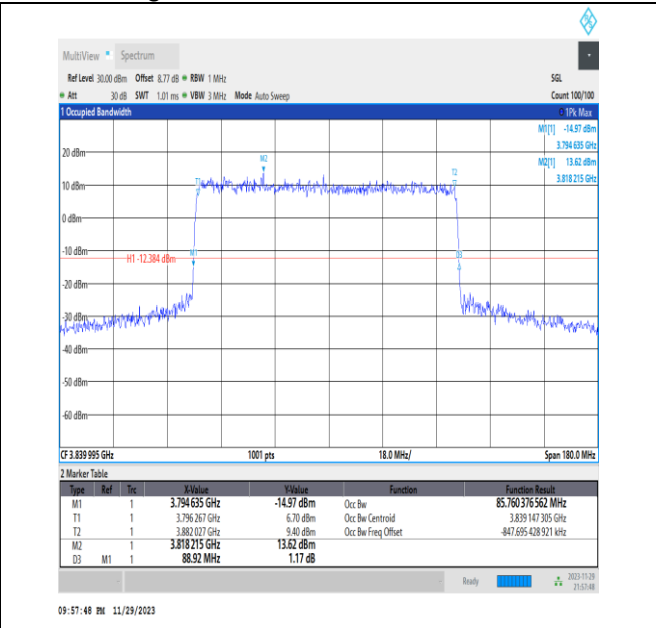 MultiView Spectrum
Ref Level 30.00 dBm Offset 8.77 dB RBW 1 MHz SGL
Att 30 dB SWT 1.01 ms VBW 3 MHz Mode Auto Sweep Count 100/100
1 Occupied Bandwidth 1Pk Max
M1[1] -14.97 dBm
3.794 635 GHz
M2[1] 13.62 dBm
3.818 215 GHz
20 dBm
M2
T1
T2
10 dBm
0 dBm
-10 dBm
H1 -12.384 dBm
M1
D3
-20 dBm
-30 dBm
-40 dBm
-50 dBm
-60 dBm
CF 3.839 995 GHz 1001 pts 18.0 MHz/ Span 180.0 MHz
2 Marker Table
Type Ref Trc X-Value Y-Value Function Function Result
M1 1 3.794 635 GHz -14.97 dBm Occ Bw 85.760 376 562 MHz
T1 1 3.796 267 GHz 6.70 dBm Occ Bw Centroid 3.839 147 305 GHz
T2 1 3.882 027 GHz 9.40 dBm Occ Bw Freq Offset -847.695 428 921 kHz
M2 1 3.818 215 GHz 13.62 dBm
D3 M1 1 88.92 MHz 1.17 dB
Ready 2023-11-29
21:57:48
09:57:48 PM 11/29/2023